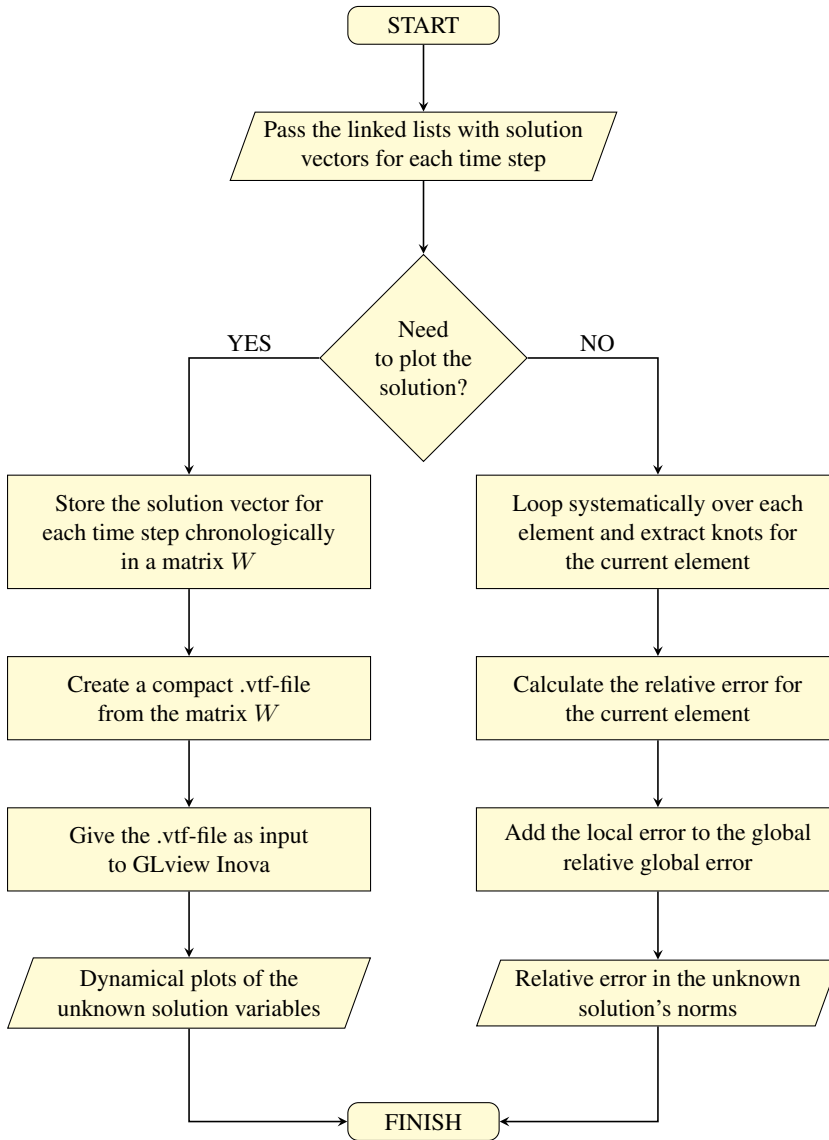 START
Pass the linked lists with solution
vectors for each time step
Need
to plot the
solution?
YES
NO
Store the solution vector for
each time step chronologically
in a matrix W
Loop systematically over each
element and extract knots for
the current element
Create a compact .vtf-file
from the matrix W
Calculate the relative error for
the current element
Give the .vtf-file as input
to GLview Inova
Add the local error to the global
relative global error
Dynamical plots of the
unknown solution variables
Relative error in the unknown
solution's norms
FINISH